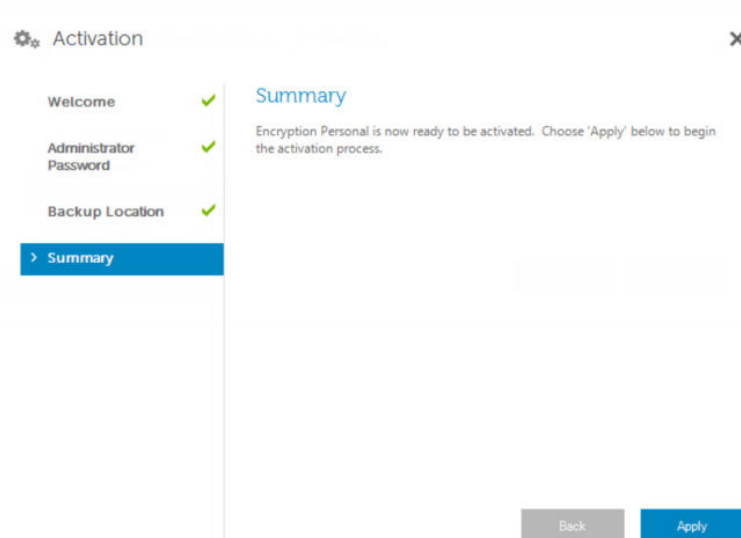 Activation
Welcome
Administrator
Password
Backup Location
Summary
Summary
Encryption Personal is now ready to be activated. Choose 'Apply' below to begin
the activation process.
Back
Apply